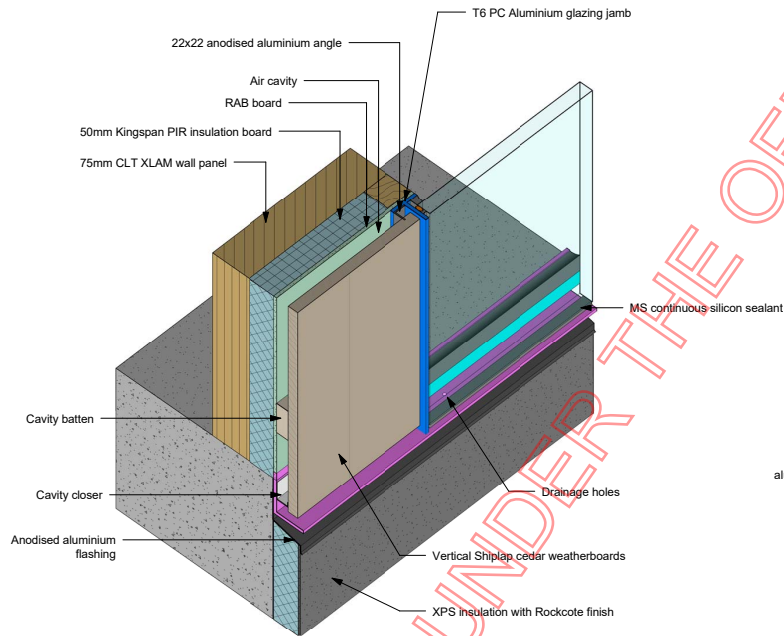 T6 PC Aluminium glazing jamb
22x22 anodised aluminium angle
Air cavity
RAB board
50mm Kingspan PIR insulation board
75mm CLT XLAM wall panel
MS continuous silicon sealant
Cavity batten
al
Cavity closer
Drainage holes
Anodised aluminium
flashing
Vertical Shiplap cedar weatherboards
XPS insulation with Rockcote finish
UNDER THE OF